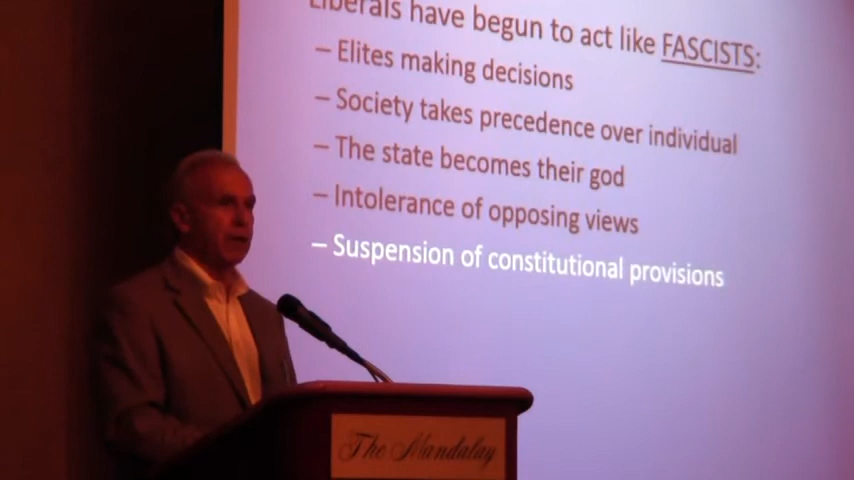 Liberals have begun to act like FASCISTS:
– Elites making decisions
– Society takes precedence over individual
– The state becomes their god
– Intolerance of opposing views
– Suspension of constitutional provisions
The Mandalay